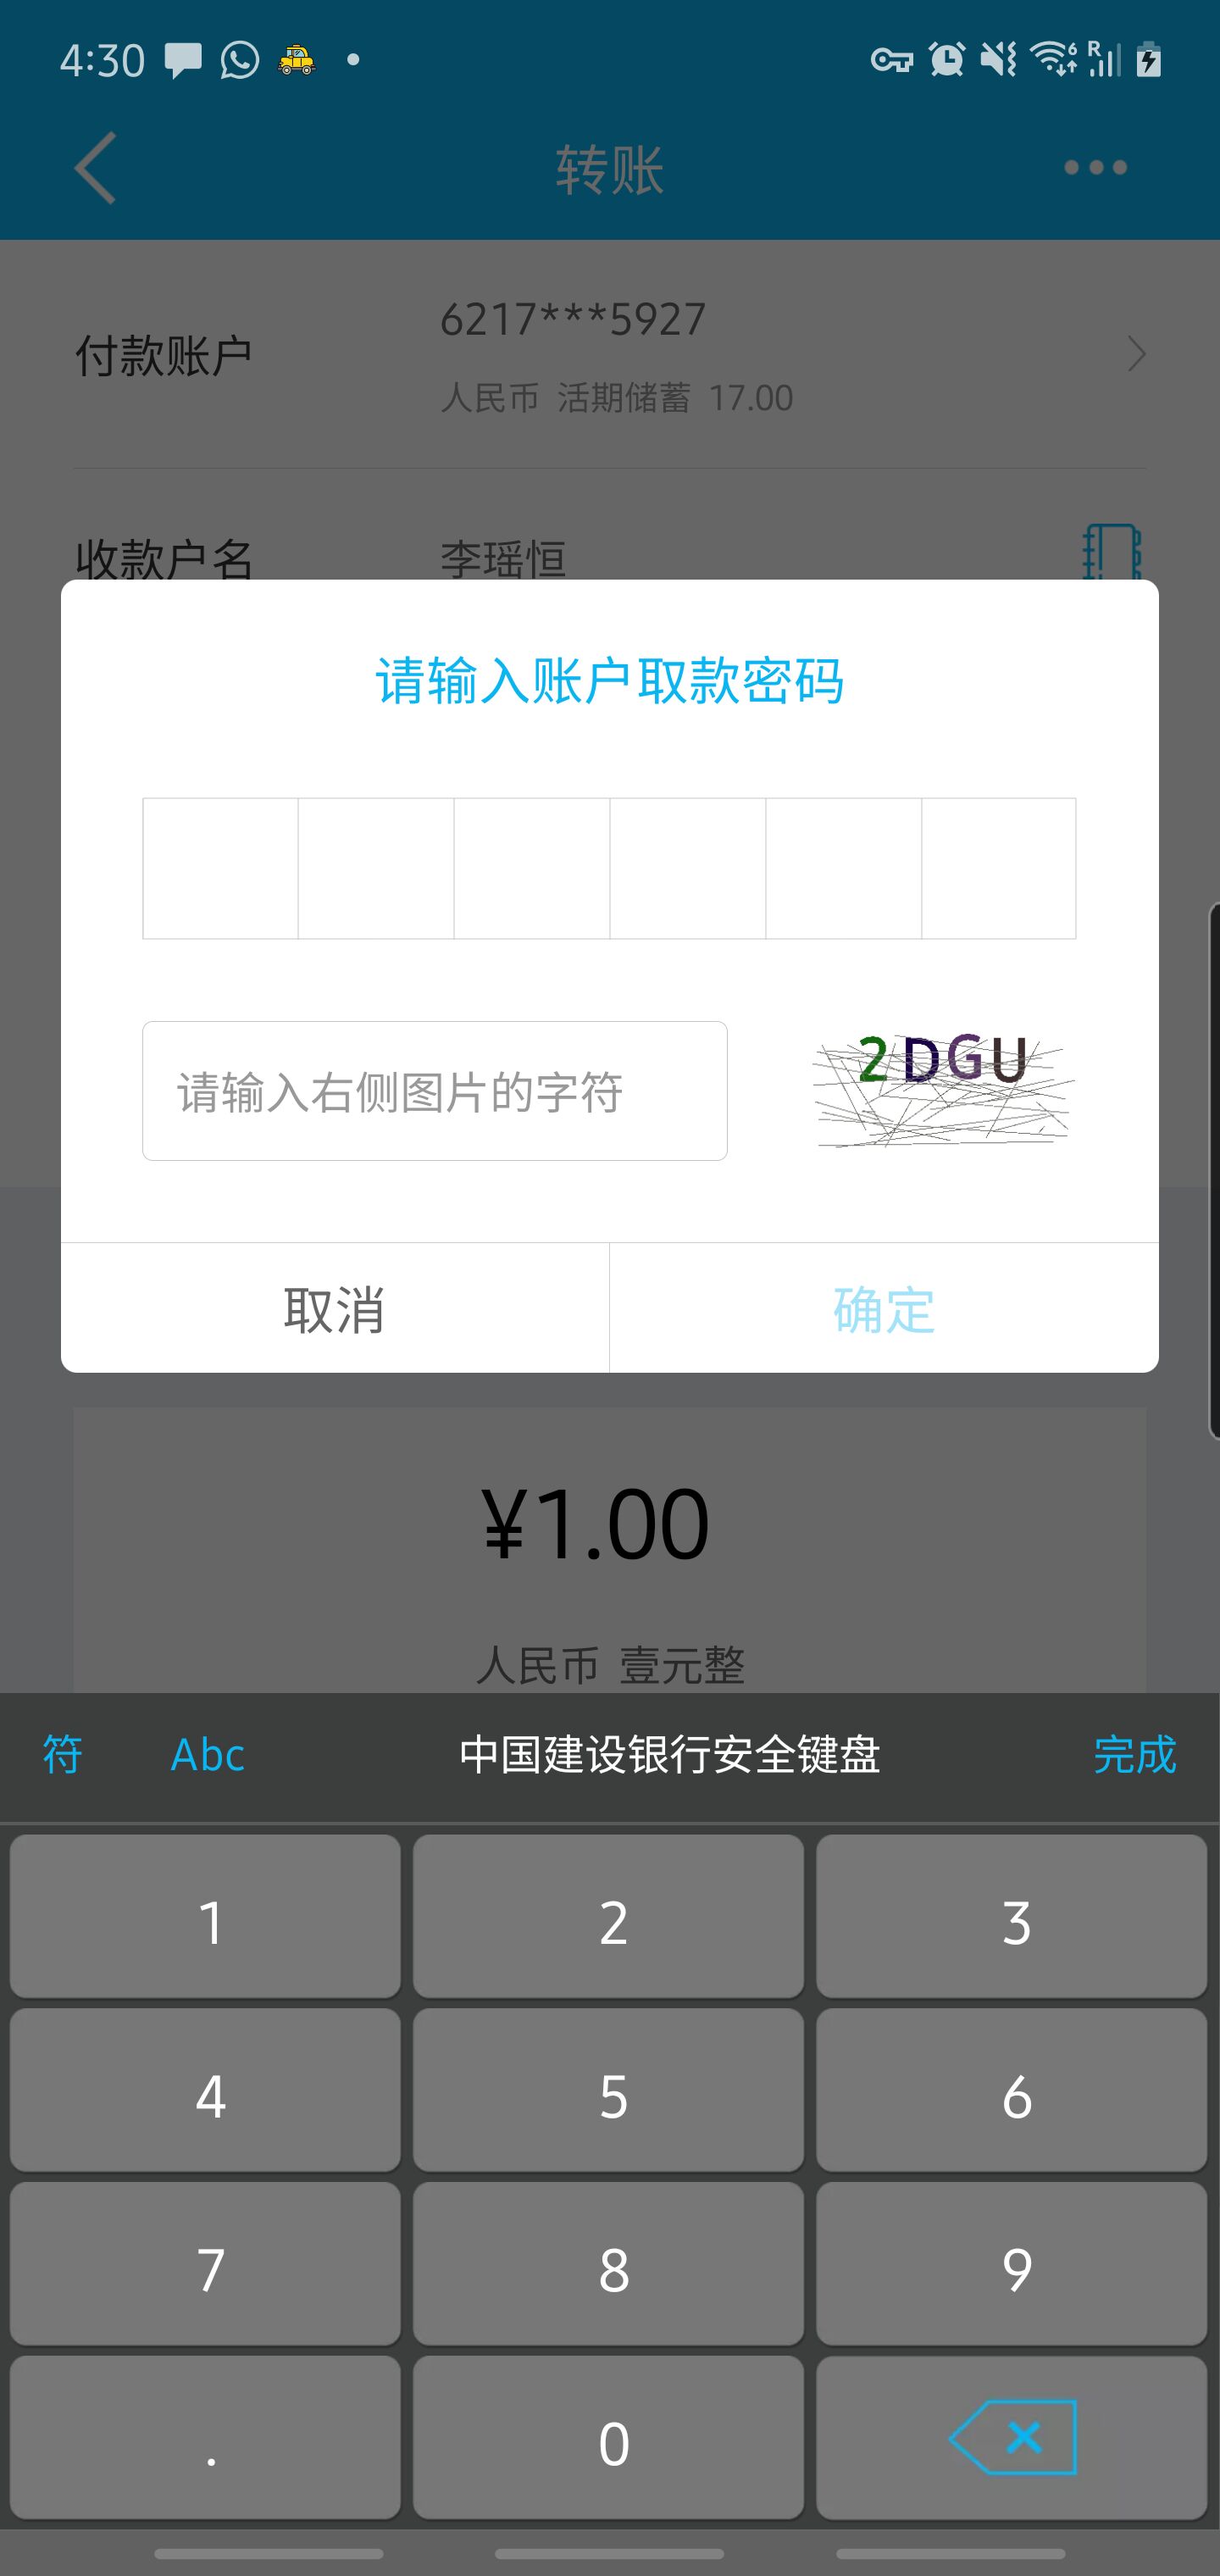 4:30
转账
付款账户
6217***5927
人民币 活期储蓄 17.00
收款户名
李瑶恒
请输入账户取款密码
请输入右侧图片的字符
2DGU
取消
确定
¥1.00
人民币 壹元整
符
Abc
中国建设银行安全键盘
完成
1
2
3
4
5
6
7
8
9
.
0